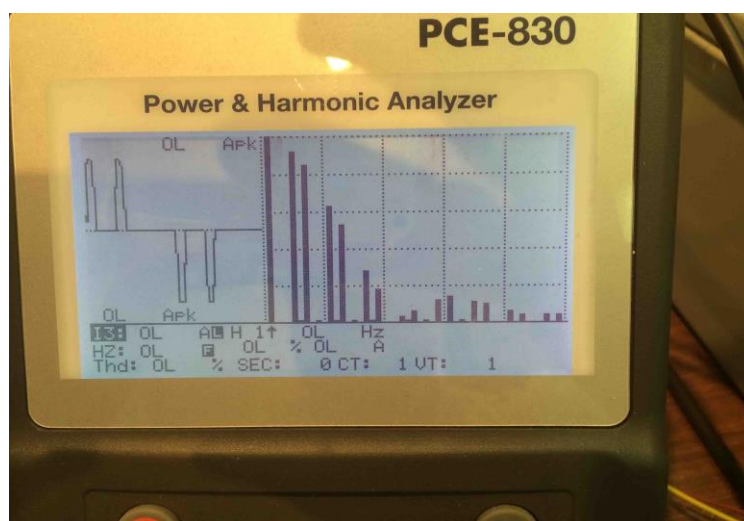 PCE-830
Power & Harmonic Analyzer
OL Apk
OL Apk
I3: OL A L H 1↑ OL Hz
HZ: OL F OL % OL A
Thd: OL % SEC: 0 CT: 1 VT: 1